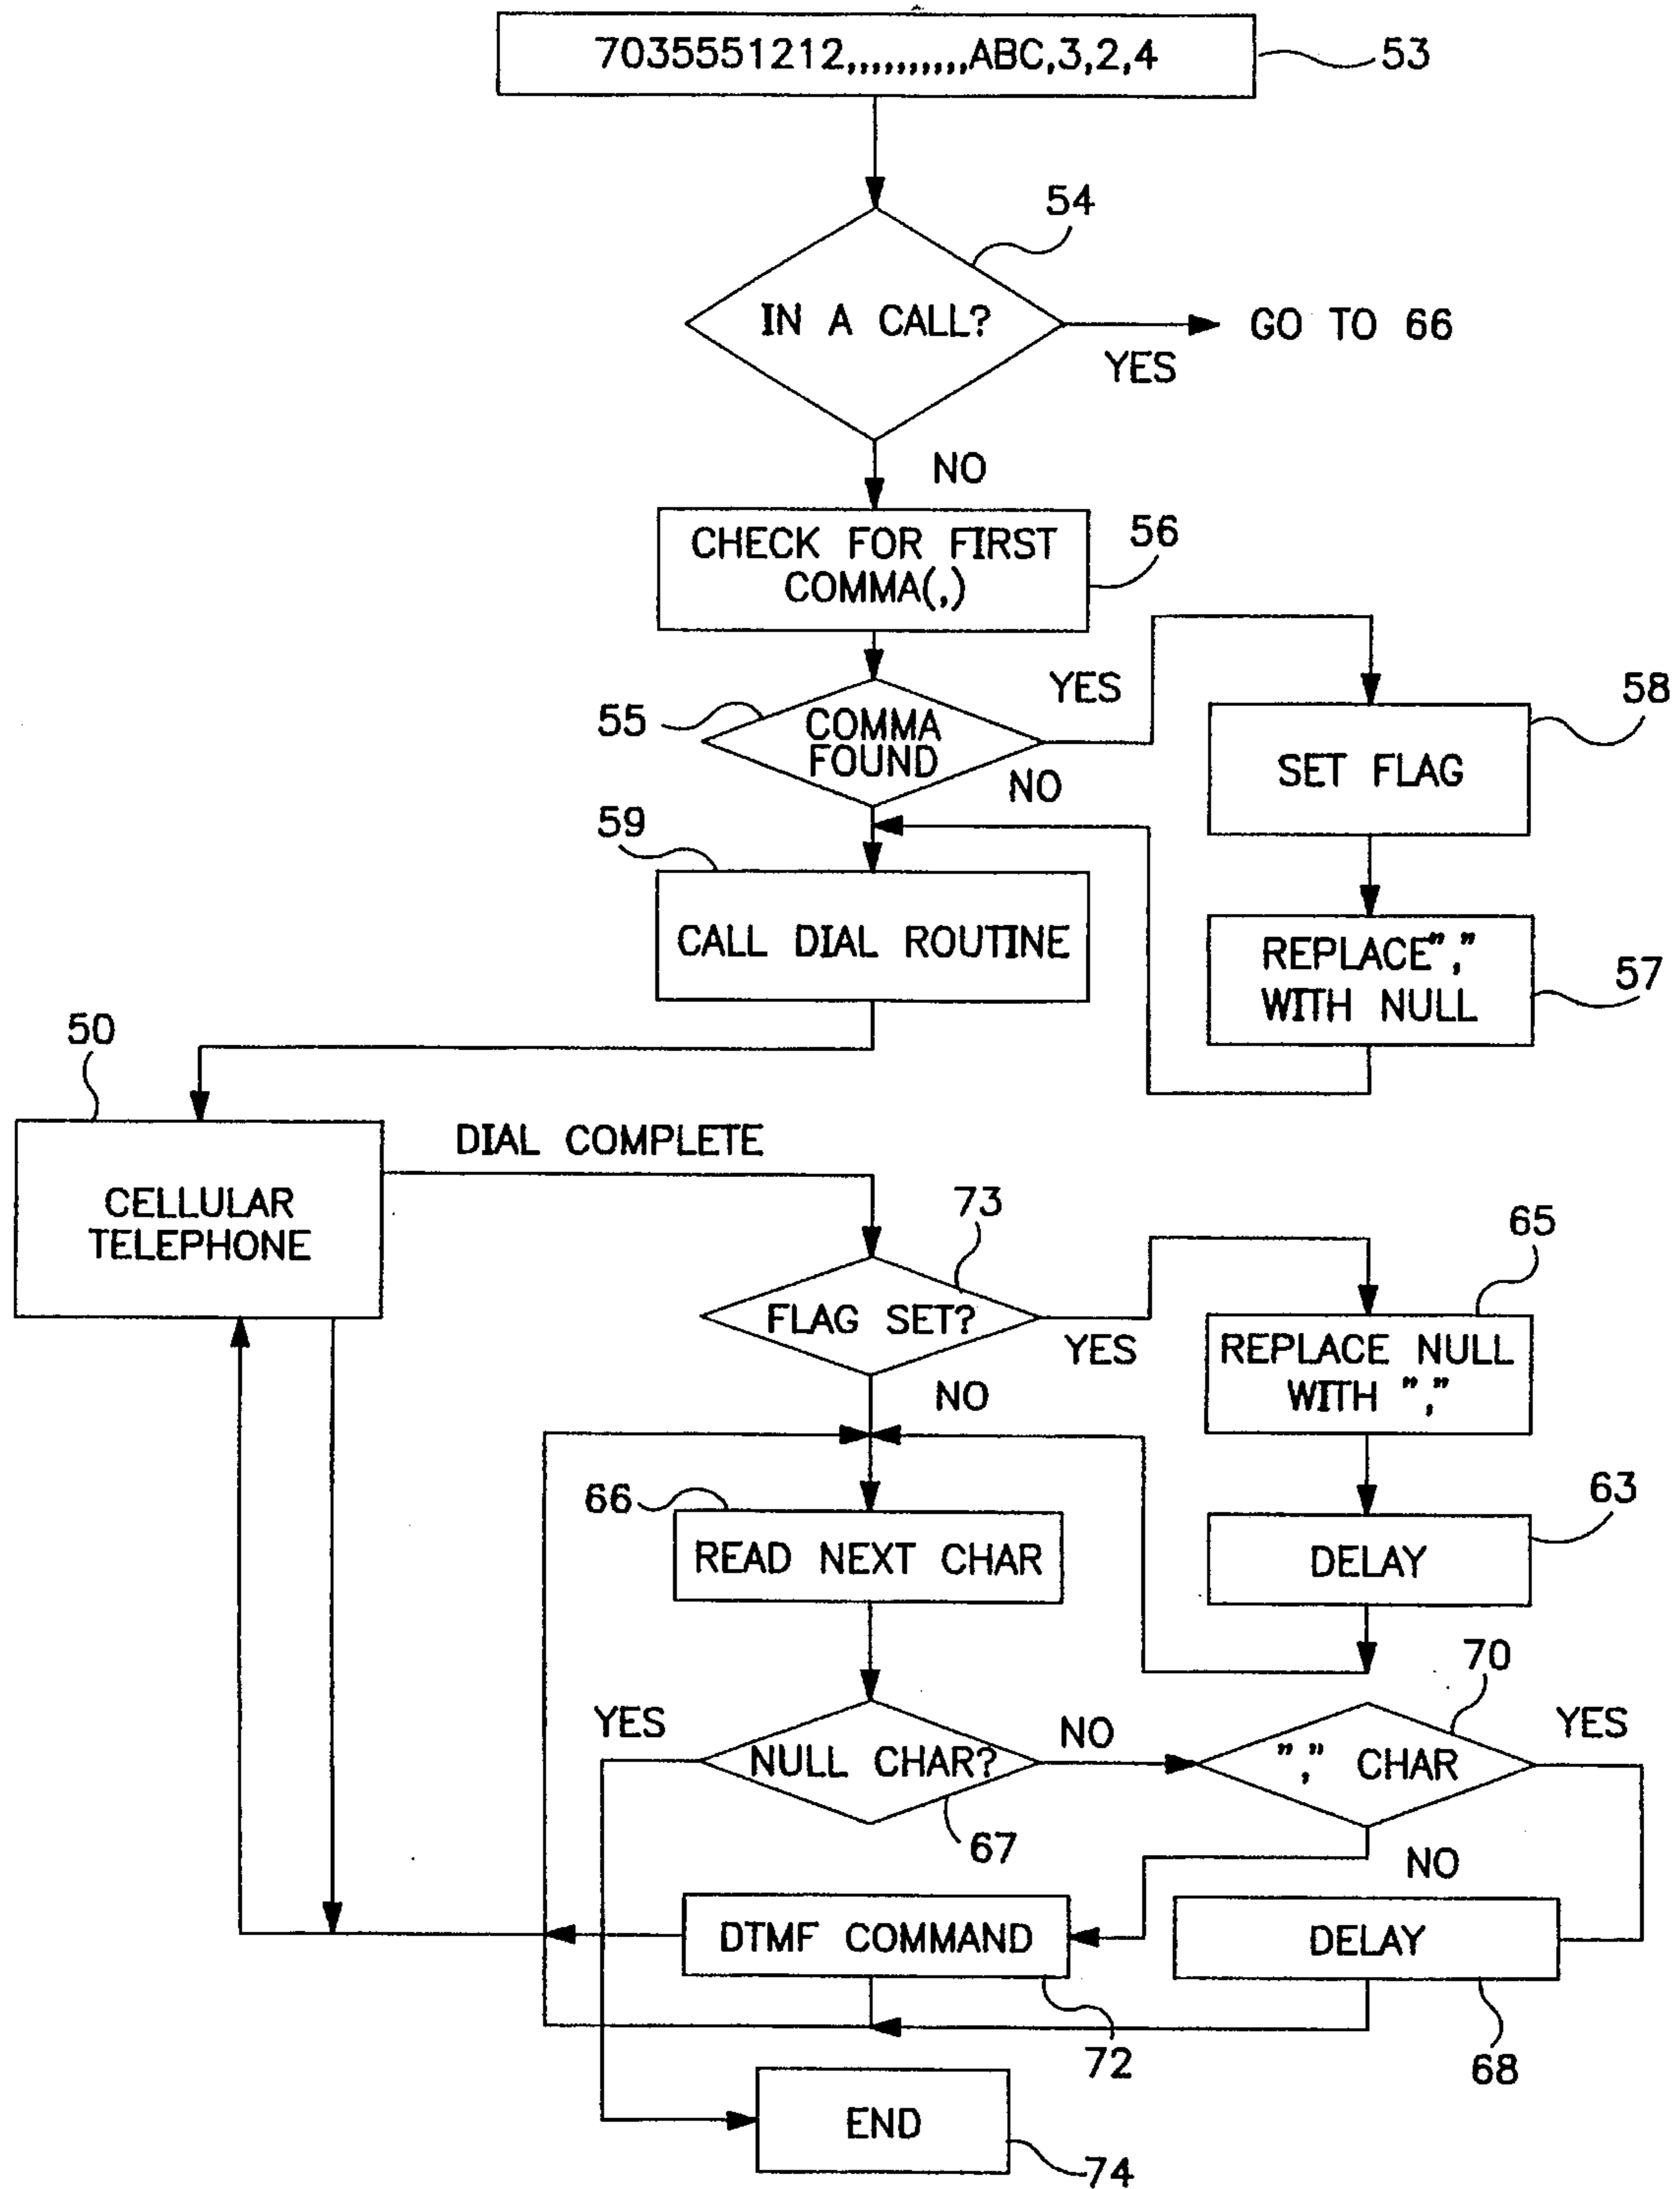 7035551212,,,,,,,,,,ABC,3,2,4
53
54
IN A CALL?
GO TO 66
YES
NO
CHECK FOR FIRST
COMMA(,)
56
55
COMMA
FOUND
YES
NO
58
SET FLAG
59
CALL DIAL ROUTINE
REPLACE","
WITH NULL
57
50
CELLULAR
TELEPHONE
DIAL COMPLETE
73
FLAG SET?
YES
NO
65
REPLACE NULL
WITH ","
66
READ NEXT CHAR
63
DELAY
YES
NULL CHAR?
NO
67
70
"," CHAR
YES
NO
DTMF COMMAND
72
DELAY
68
END
74